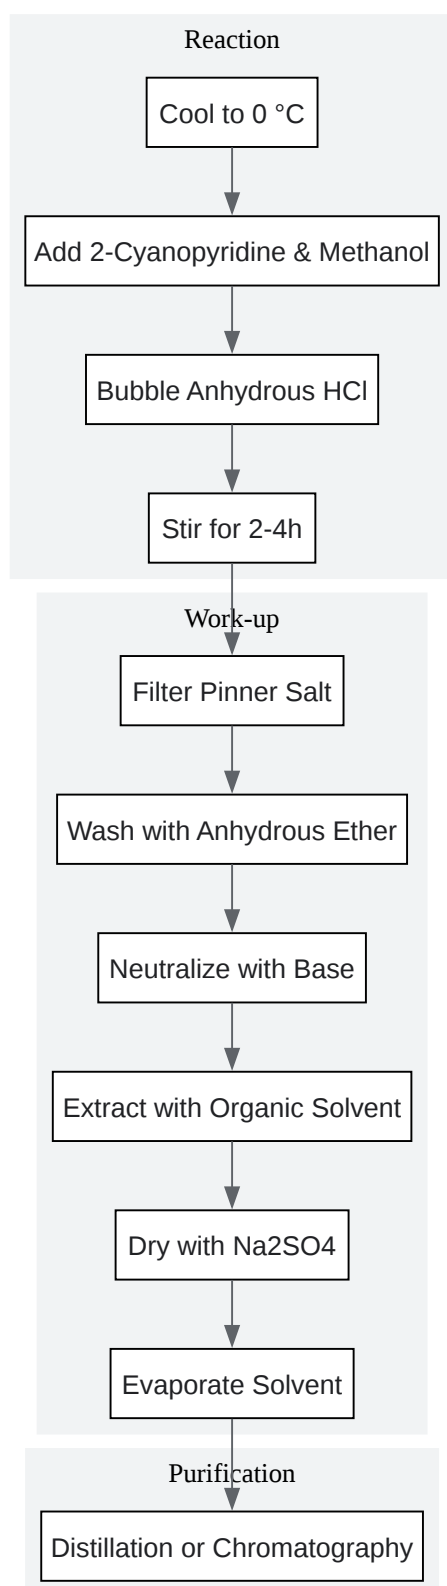 Reaction
Cool to 0 °C
Add 2-Cyanopyridine & Methanol
Bubble Anhydrous HCl
Stir for 2-4h
Work-up
Filter Pinner Salt
Wash with Anhydrous Ether
Neutralize with Base
Extract with Organic Solvent
Dry with Na2SO4
Evaporate Solvent
Purification
Distillation or Chromatography